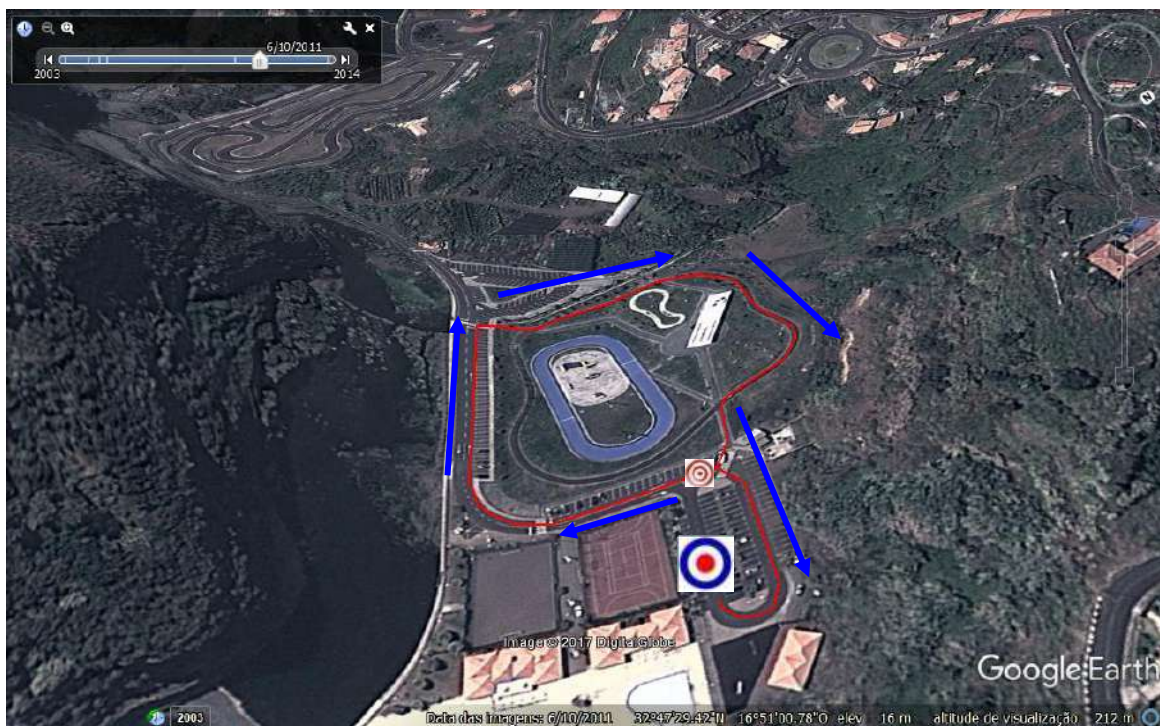 6/10/2011
2003
2014
Image © 2017 DigitalGlobe
Google Earth
2003
Data das imagens: 6/10/2011 32°47'29.42"N 16°51'00.78"O elev 16 m altitude de visualização 212 m